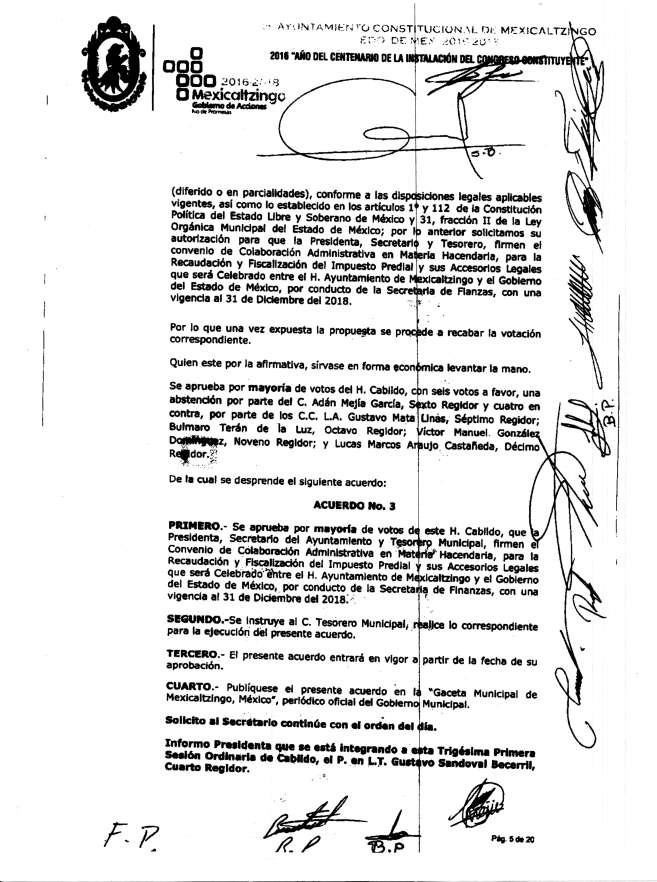 AYUNTAMIENTO CONSTITUCIONAL DE MEXICALTZINGO
EDO. DE MEX. 2016-2018
2016 "AÑO DEL CENTENARIO DE LA INSTALACIÓN DEL CONGRESO CONSTITUYENTE"
2016-2018
Mexicaltzingo
Gobierno de Acciones
No de Promesas
S.B.
(diferido o en parcialidades), conforme a las disposiciones legales aplicables
vigentes, así como lo establecido en los artículos 1° y 112 de la Constitución
Política del Estado Libre y Soberano de México y 31, fracción II de la Ley
Orgánica Municipal del Estado de México; por lo anterior solicitamos su
autorización para que la Presidenta, Secretario y Tesorero, firmen el
convenio de Colaboración Administrativa en Materia Hacendaria, para la
Recaudación y Fiscalización del Impuesto Predial y sus Accesorios Legales
que será Celebrado entre el H. Ayuntamiento de Mexicaltzingo y el Gobierno
del Estado de México, por conducto de la Secretaria de Fianzas, con una
vigencia al 31 de Diciembre del 2018.
Por lo que una vez expuesta la propuesta se procede a recabar la votación
correspondiente.
Quien este por la afirmativa, sírvase en forma económica levantar la mano.
Se aprueba por mayoría de votos del H. Cabildo, con seis votos a favor, una
abstención por parte del C. Adán Mejía García, Sexto Regidor y cuatro en
contra, por parte de los C.C. L.A. Gustavo Mata Linas, Séptimo Regidor;
Bulmaro Terán de la Luz, Octavo Regidor; Víctor Manuel González
Domínguez, Noveno Regidor; y Lucas Marcos Araujo Castañeda, Décimo
Regidor.
B.P.
De la cual se desprende el siguiente acuerdo:
ACUERDO No. 3
PRIMERO.- Se aprueba por mayoría de votos de este H. Cabildo, que la
Presidenta, Secretario del Ayuntamiento y Tesorero Municipal, firmen el
Convenio de Colaboración Administrativa en Materia Hacendaria, para la
Recaudación y Fiscalización del Impuesto Predial y sus Accesorios Legales
que será Celebrado entre el H. Ayuntamiento de Mexicaltzingo y el Gobierno
del Estado de México, por conducto de la Secretaria de Finanzas, con una
vigencia al 31 de Diciembre del 2018.
SEGUNDO.-Se instruye al C. Tesorero Municipal, realice lo correspondiente
para la ejecución del presente acuerdo.
TERCERO.- El presente acuerdo entrará en vigor a partir de la fecha de su
aprobación.
CUARTO.- Publíquese el presente acuerdo en la "Gaceta Municipal de
Mexicaltzingo, México", periódico oficial del Gobierno Municipal.
Solicito al Secretario continúe con el orden del día.
Informo Presidenta que se está integrando a esta Trigésima Primera
Sesión Ordinaria de Cabildo, el P. en L.T. Gustavo Sandoval Becerril,
Cuarto Regidor.
F.P.
R.P
B.P
Pág. 5 de 20